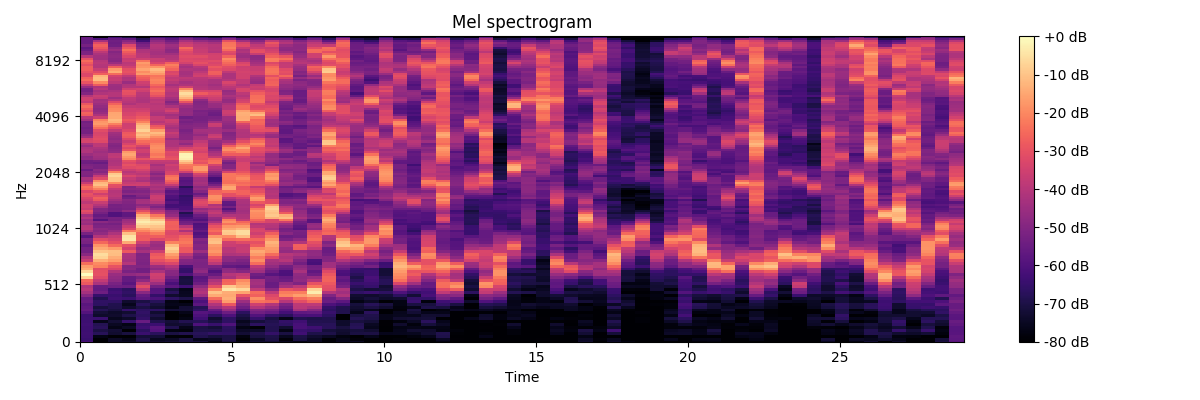 Mel spectrogram
Hz
8192
4096
2048
1024
512
0
0 5 10 15 20 25
Time
+0 dB
-10 dB
-20 dB
-30 dB
-40 dB
-50 dB
-60 dB
-70 dB
-80 dB